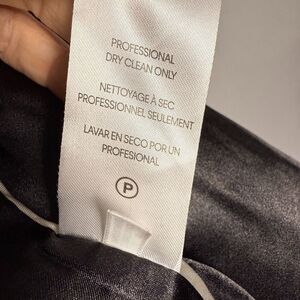 PROFESSIONAL
DRY CLEAN ONLY
NETTOYAGE À SEC
PROFESSIONNEL SEULEMENT
LAVAR EN SECO POR UN
PROFESIONAL
P